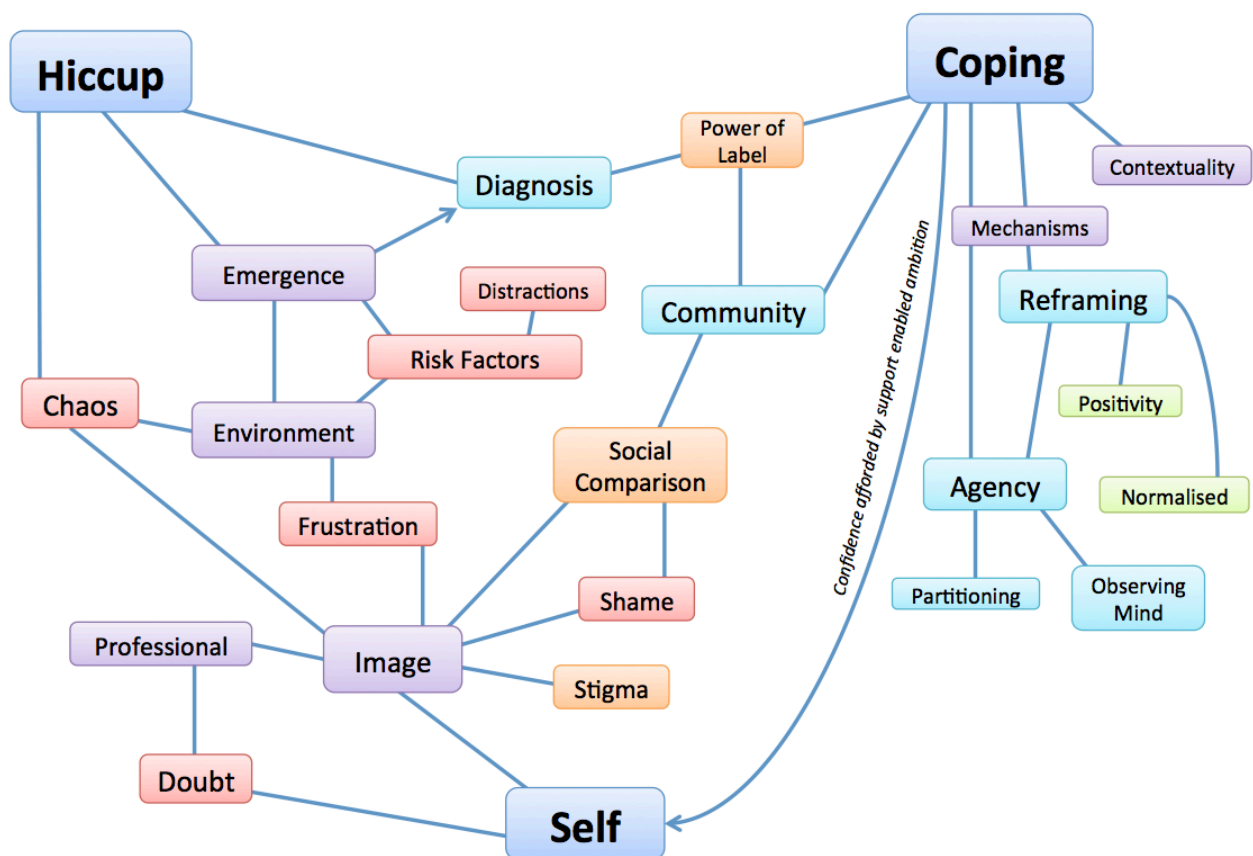 Hiccup
Coping
Power of
Label
Contextuality
Diagnosis
Mechanisms
Emergence
Distractions
Reframing
Community
Risk Factors
Confidence afforded by support enabled ambition
Chaos
Positivity
Environment
Social
Comparison
Agency
Normalised
Frustration
Shame
Partitioning
Observing
Mind
Professional
Image
Stigma
Doubt
Self